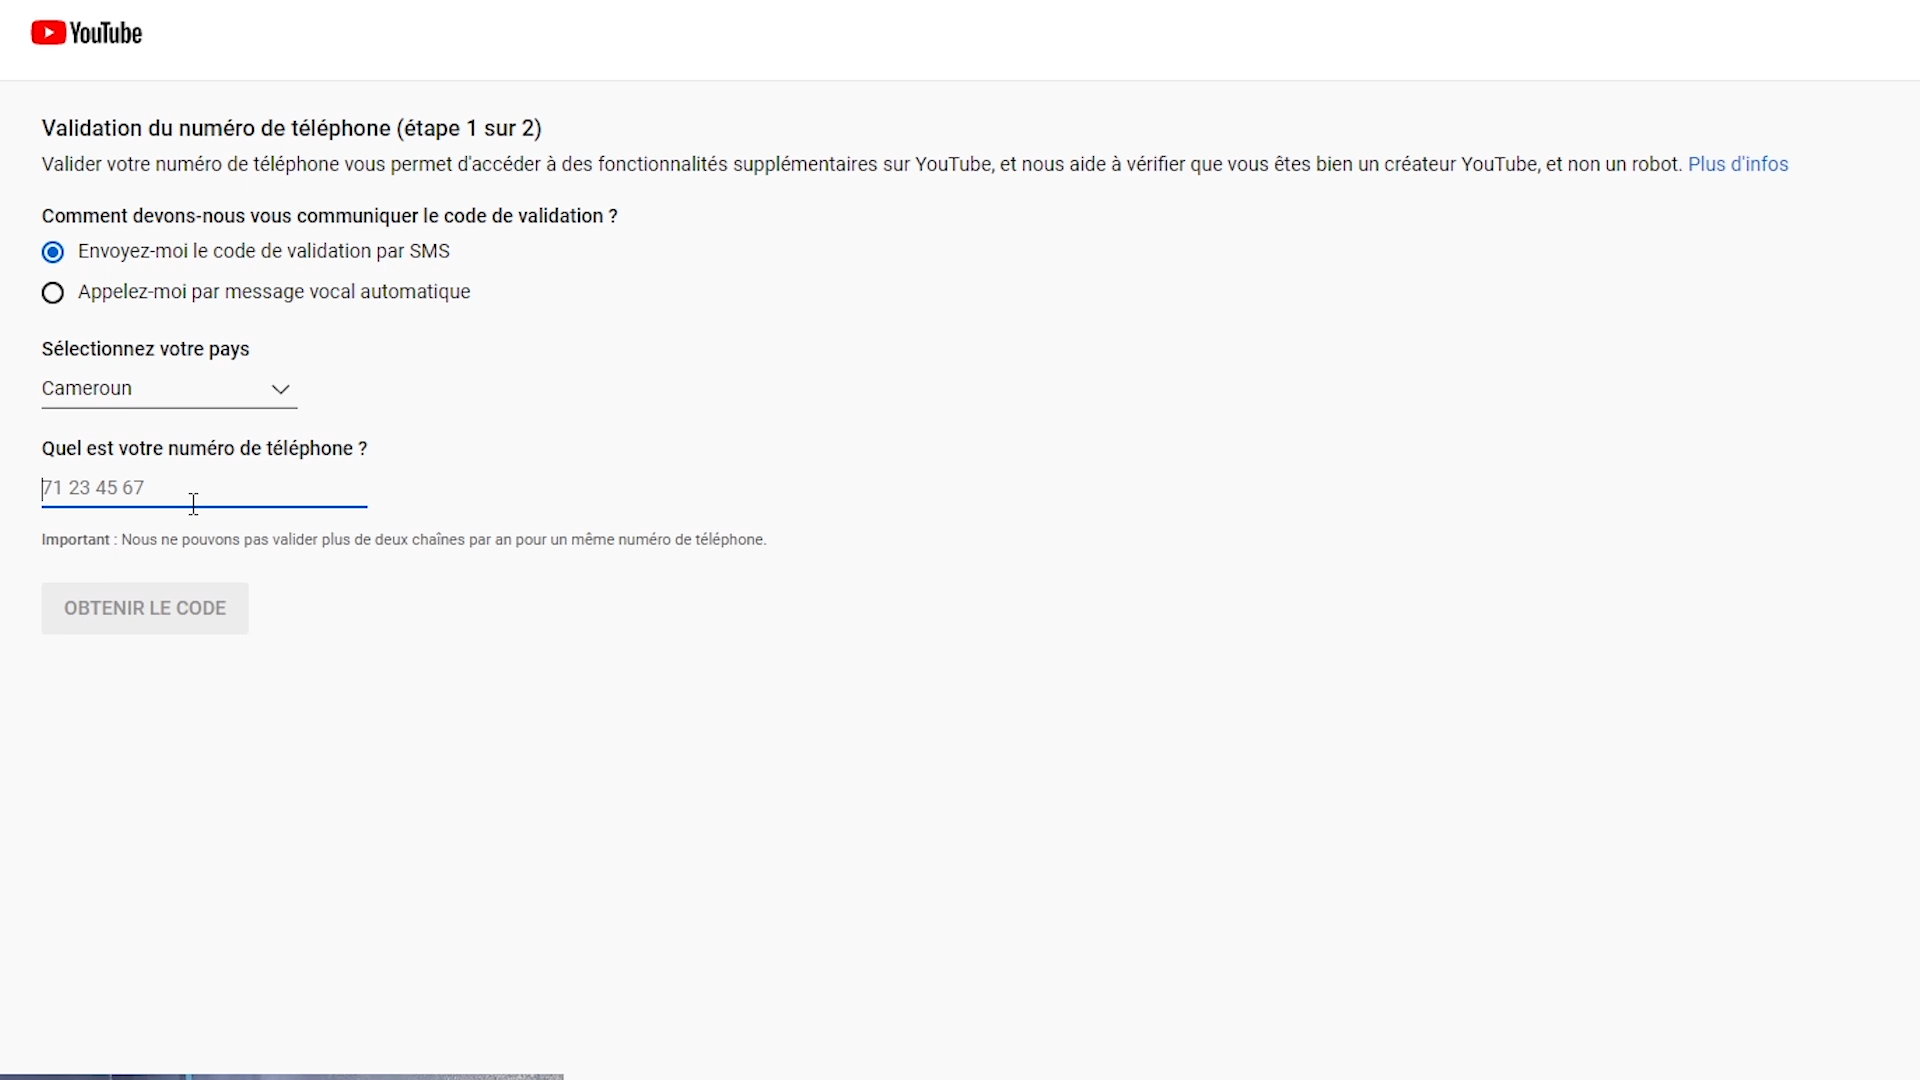 YouTube
Validation du numéro de téléphone (étape 1 sur 2)
Valider votre numéro de téléphone vous permet d'accéder à des fonctionnalités supplémentaires sur YouTube, et nous aide à vérifier que vous êtes bien un créateur YouTube, et non un robot. Plus d'infos
Comment devons-nous vous communiquer le code de validation ?
Envoyez-moi le code de validation par SMS
Appelez-moi par message vocal automatique
Sélectionnez votre pays
Cameroun
Quel est votre numéro de téléphone ?
71 23 45 67
Important : Nous ne pouvons pas valider plus de deux chaînes par an pour un même numéro de téléphone.
OBTENIR LE CODE